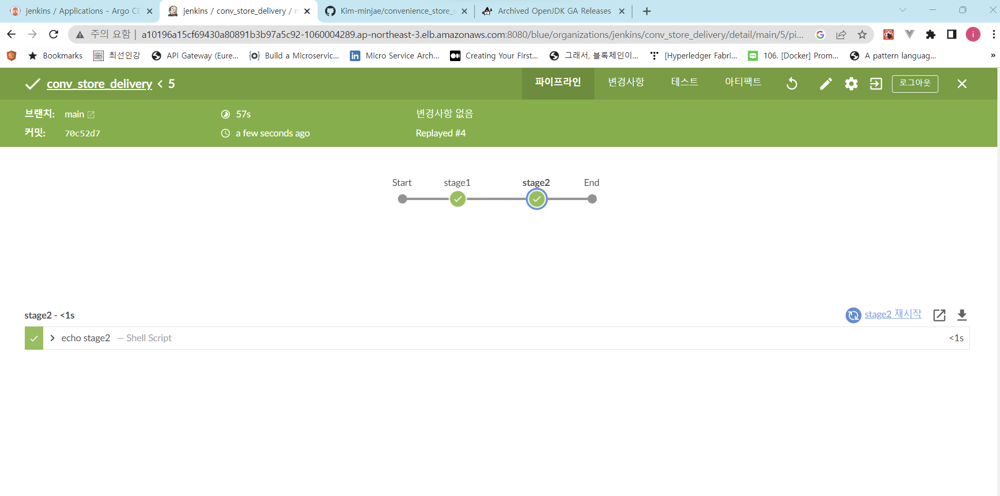 jenkins / Applications - Argo CD
jenkins / conv_store_delivery /
Kim-minjae/convenience_store_
Archived OpenJDK GA Releases
주의 요함
a10196a15cf69430a80891b3b97a5c92-1060004289.ap-northeast-3.elb.amazonaws.com:8080/blue/organizations/jenkins/conv_store_delivery/detail/main/5/pi...
i
Bookmarks
최선인강
API Gateway (Eure...
Build a Microservic...
Micro Service Arch...
Creating Your First...
그래서, 블록체인이...
[Hyperledger Fabri...
106. [Docker] Prom...
A pattern languag...
»
conv_store_delivery < 5
파이프라인
변경사항
테스트
아티팩트
로그아웃
브랜치: main
57s
변경사항 없음
커밋: 70c52d7
a few seconds ago
Replayed #4
Start
stage1
stage2
End
stage2 - <1s
stage2 재시작
echo stage2 — Shell Script
<1s